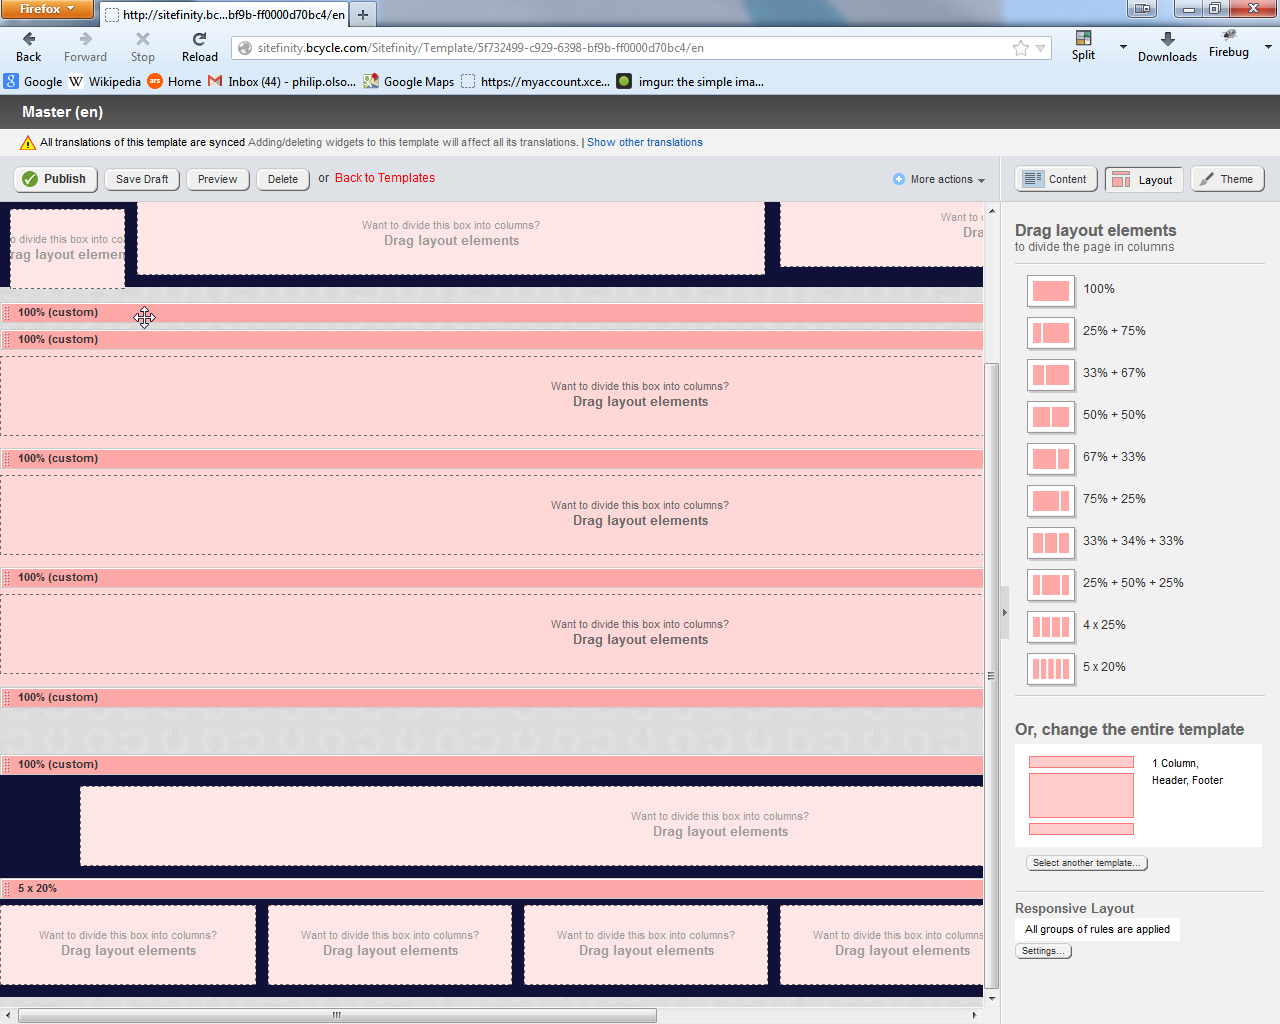 Firefox
http://sitefinity.bc...bf9b-ff0000d70bc4/en
Back
Forward
Stop
Reload
sitefinity.bcycle.com/Sitefinity/Template/5f732499-c929-6398-bf9b-ff0000d70bc4/en
Split
Downloads
Firebug
Google
W Wikipedia
ars Home
Inbox (44) - philip.olso...
Google Maps
https://myaccount.xce...
imgur: the simple ima...
Master (en)
All translations of this template are synced Adding/deleting widgets to this template will affect all its translations. | Show other translations
Publish
Save Draft
Preview
Delete
or Back to Templates
More actions
Content
Layout
Theme
o divide this box into co
rag layout elemen
Want to divide this box into columns?
Drag layout elements
Want to
Dra
100% (custom)
100% (custom)
Want to divide this box into columns?
Drag layout elements
100% (custom)
Want to divide this box into columns?
Drag layout elements
100% (custom)
Want to divide this box into columns?
Drag layout elements
100% (custom)
100% (custom)
Want to divide this box into columns?
Drag layout elements
5 x 20%
Want to divide this box into columns?
Drag layout elements
Want to divide this box into columns?
Drag layout elements
Want to divide this box into columns?
Drag layout elements
Want to divide this box into columns
Drag layout elements
Drag layout elements
to divide the page in columns
100%
25% + 75%
33% + 67%
50% + 50%
67% + 33%
75% + 25%
33% + 34% + 33%
25% + 50% + 25%
4 x 25%
5 x 20%
Or, change the entire template
1 Column,
Header, Footer
Select another template...
Responsive Layout
All groups of rules are applied
Settings...